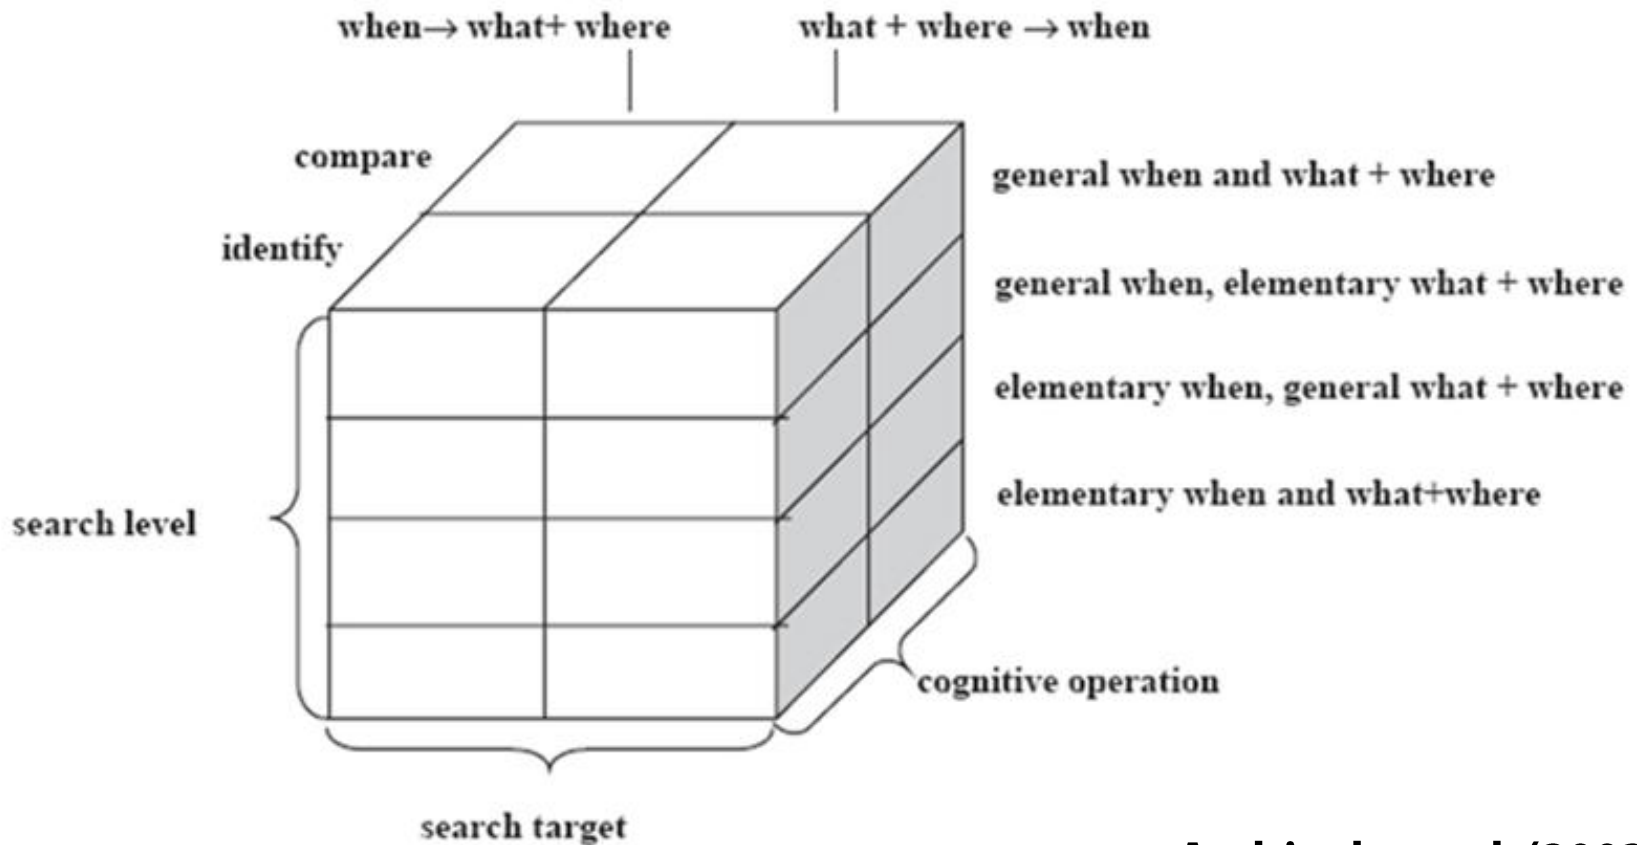 when→ what+ where
what + where → when
compare
general when and what + where
identify
general when, elementary what + where
elementary when, general what + where
elementary when and what+where
search level
cognitive operation
search target